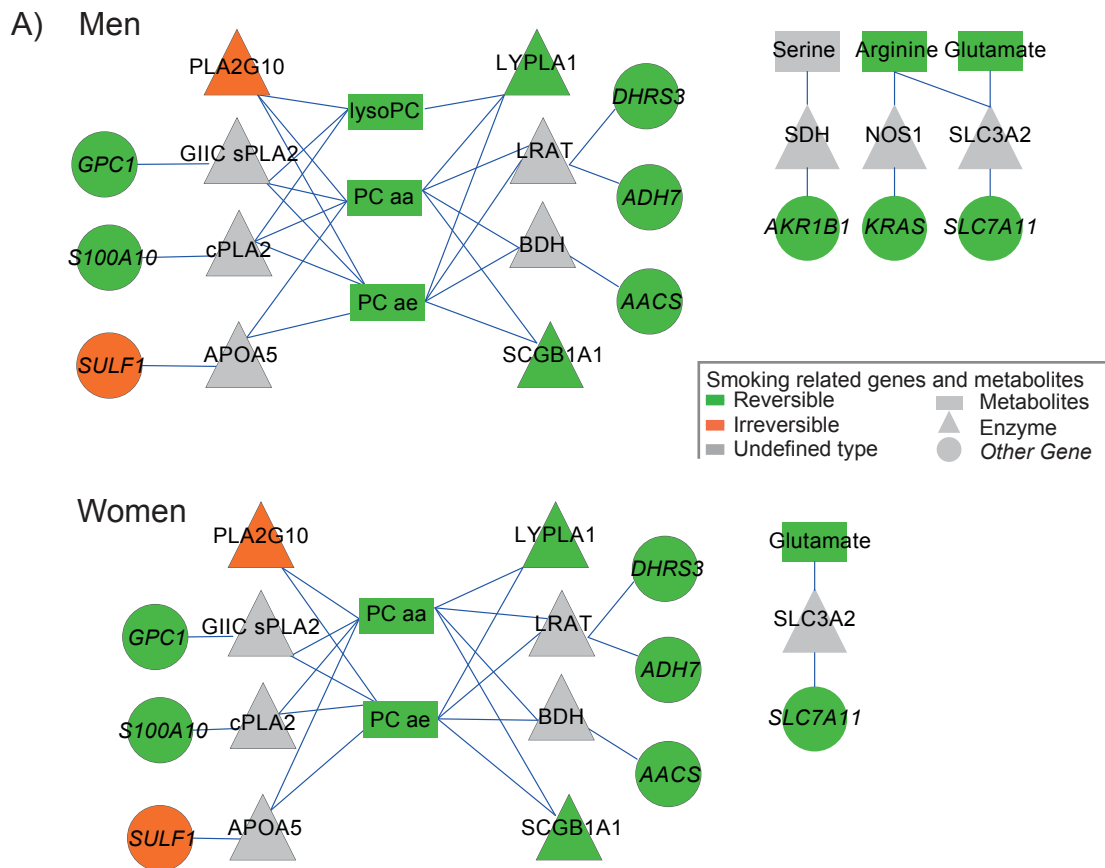 A) Men
PLA2G10
LYPLA1
Serine
Arginine
Glutamate
lysoPC
DHRS3
GPC1
GIIC sPLA2
LRAT
SDH
NOS1
SLC3A2
PC aa
ADH7
S100A10
cPLA2
BDH
AKR1B1
KRAS
SLC7A11
PC ae
AACS
SULF1
APOA5
SCGB1A1
Smoking related genes and metabolites
Reversible
Metabolites
Irreversible
Enzyme
Undefined type
Other Gene
Women
PLA2G10
LYPLA1
Glutamate
DHRS3
PC aa
GPC1
GIIC sPLA2
LRAT
SLC3A2
ADH7
S100A10
cPLA2
PC ae
BDH
SLC7A11
AACS
SULF1
APOA5
SCGB1A1